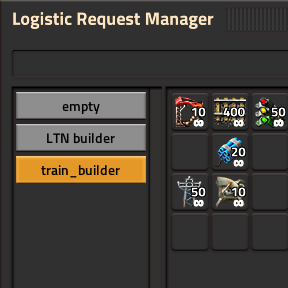 Logistic Request Manager
empty
LTN builder
train_builder
10 400 50
∞ ∞ ∞
20
∞
50 10
∞ ∞